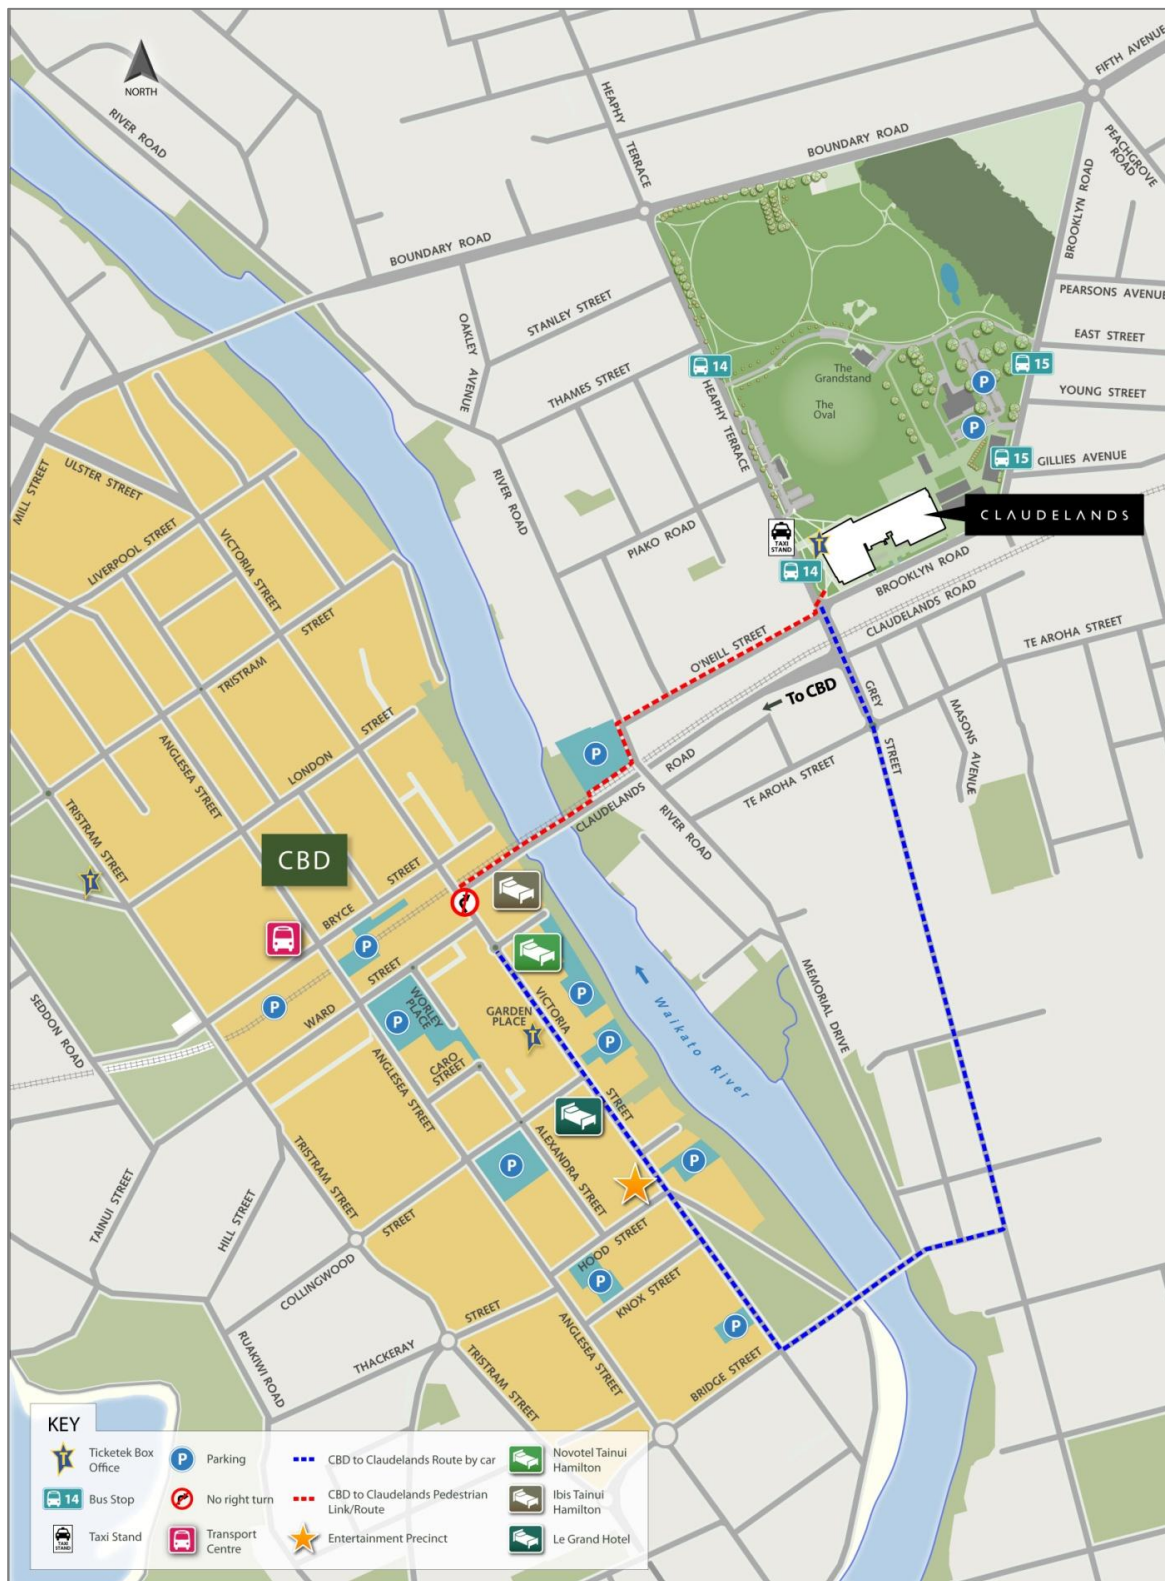 NORTH
RIVER ROAD
HEAPHY
TERRACE
BOUNDARY ROAD
FIFTH AVENUE
PEACHGROVE
ROAD
BROOKLYN ROAD
BOUNDARY ROAD
OAKLEY
AVENUE
STANLEY STREET
THAMES STREET
PEARSONS AVENUE
EAST STREET
YOUNG STREET
GILLIES AVENUE
14
15
The
Grandstand
The
Oval
P
P
15
HEAPHY TERRACE
CLAUDELANDS
TAXI
STAND
T
14
BROOKLYN ROAD
CLAUDELANDS ROAD
TE AROHA STREET
MILL STREET
ULSTER STREET
LIVERPOOL STREET
VICTORIA STREET
RIVER ROAD
PIAKO ROAD
O'NEILL STREET
To CBD
GREY
STREET
MASONS AVENUE
TE AROHA STREET
TRISTRAM
STREET
ANGLESEA STREET
LONDON
STREET
P
CLAUDELANDS
ROAD
RIVER ROAD
TRISTRAM STREET
T
CBD
BRYCE
STREET
P
P
WARD
STREET
SEDDON ROAD
P
WORLEY
PLACE
GARDEN
PLACE
T
VICTORIA
STREET
P
P
Waikato River
MEMORIAL DRIVE
CARO
STREET
ANGLESEA STREET
ALEXANDRA STREET
P
P
TRISTRAM STREET
TAINUI STREET
HILL STREET
COLLINGWOOD
STREET
HOOD STREET
P
KNOX STREET
P
BRIDGE STREET
ANGLESEA STREET
RUAKIWI ROAD
THACKERAY
STREET
TRISTRAM STREET
KEY
T
Ticketek Box
Office
P
Parking
CBD to Claudelands Route by car
Novotel Tainui
Hamilton
14
Bus Stop
No right turn
CBD to Claudelands Pedestrian
Link/Route
Ibis Tainui
Hamilton
TAXI
STAND
Taxi Stand
Transport
Centre
Entertainment Precinct
Le Grand Hotel